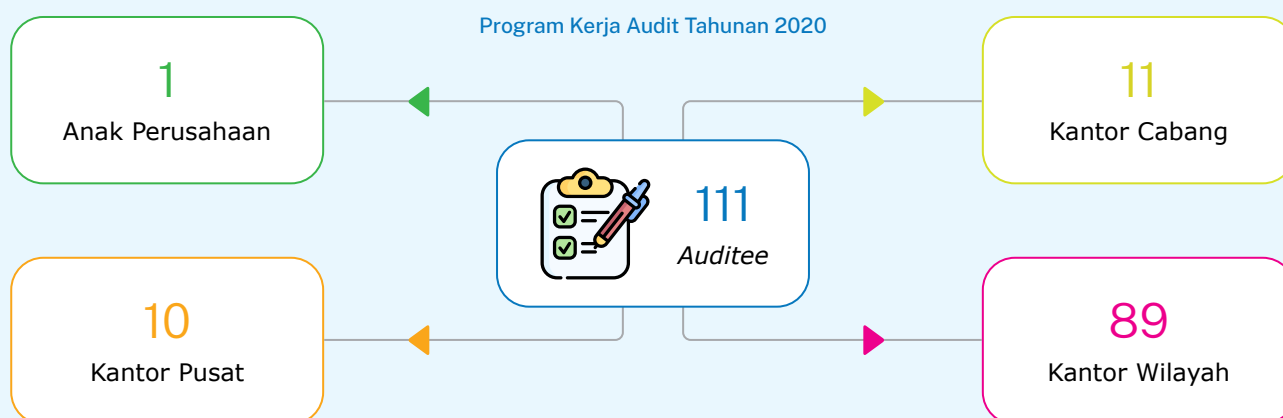 Program Kerja Audit Tahunan 2020
1
Anak Perusahaan
11
Kantor Cabang
111
Auditee
10
Kantor Pusat
89
Kantor Wilayah